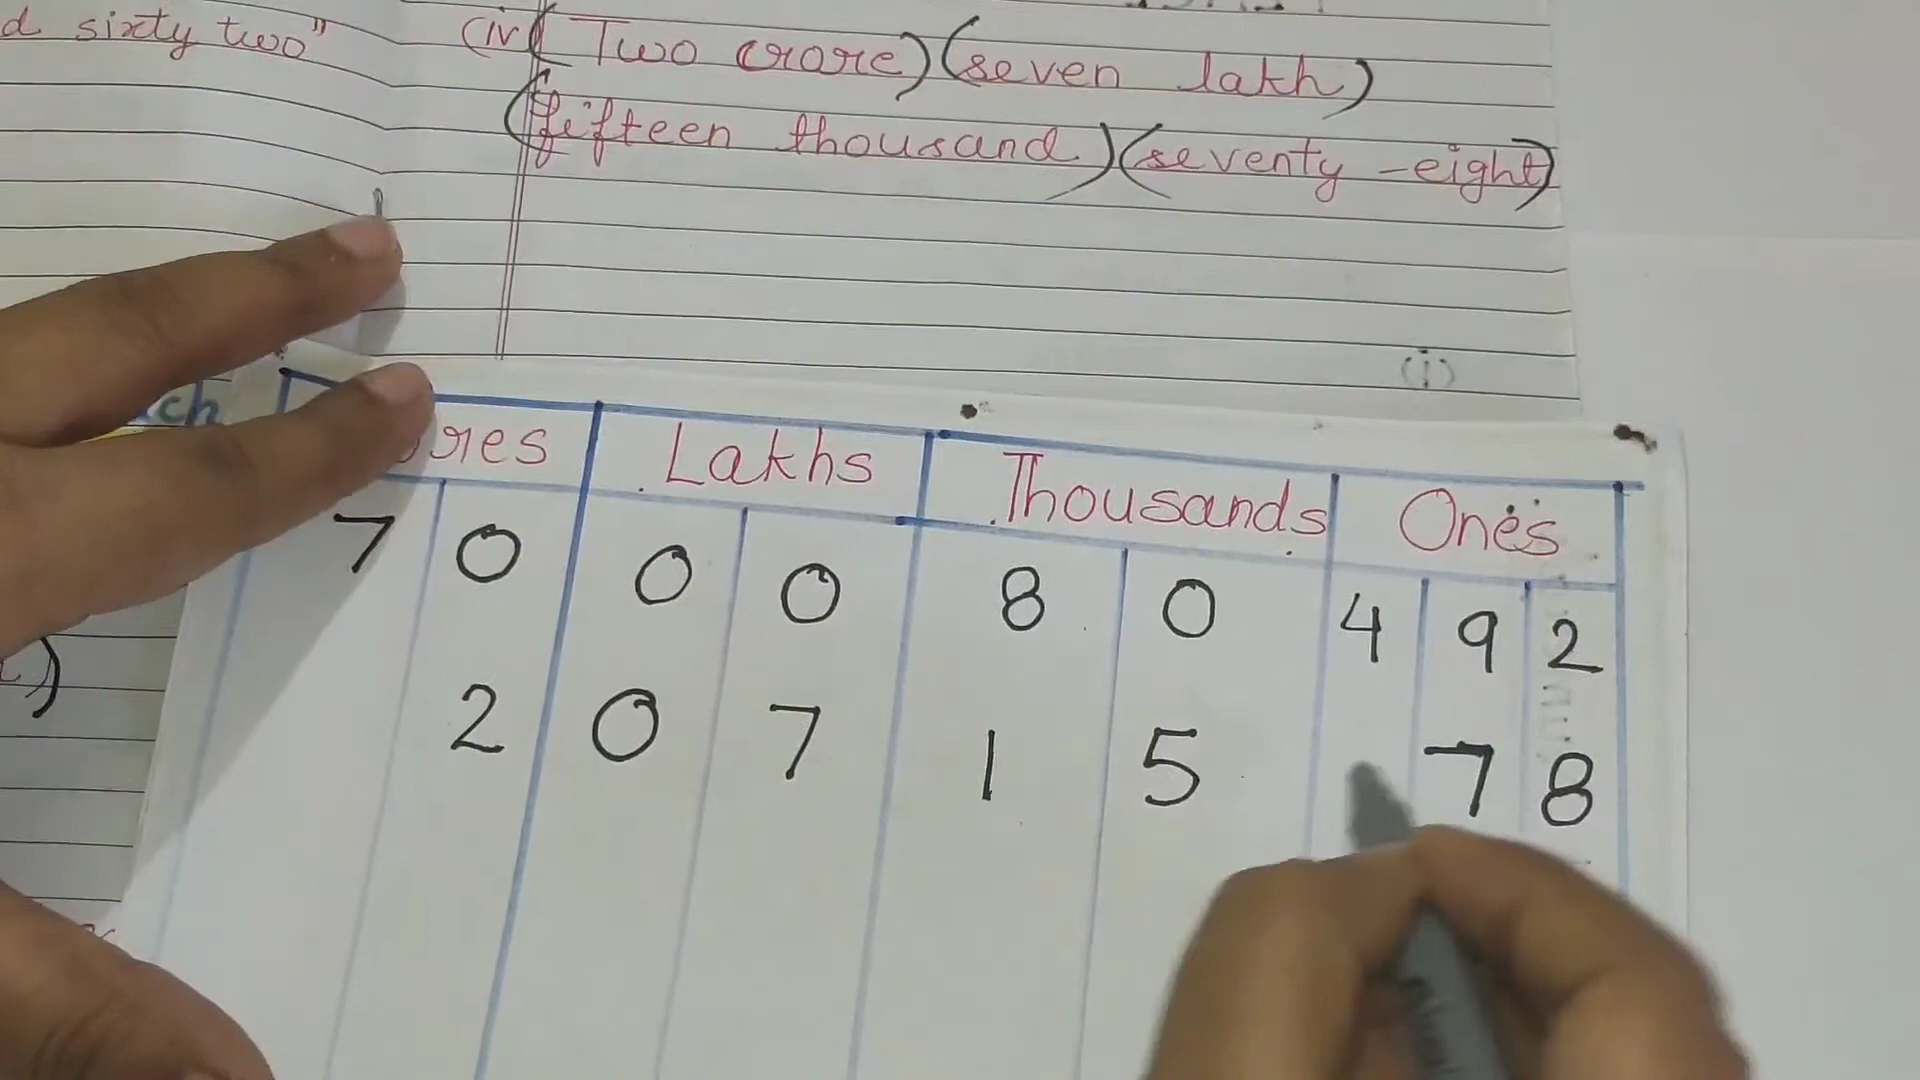 d sixty two"
(iv) (Two crore) (seven lakh)
(fifteen thousand) (seventy-eight)
(i)
Lakhs Thousands Ones
7 0 0 0 8 0 4 9 2
2 0 7 1 5 7 8